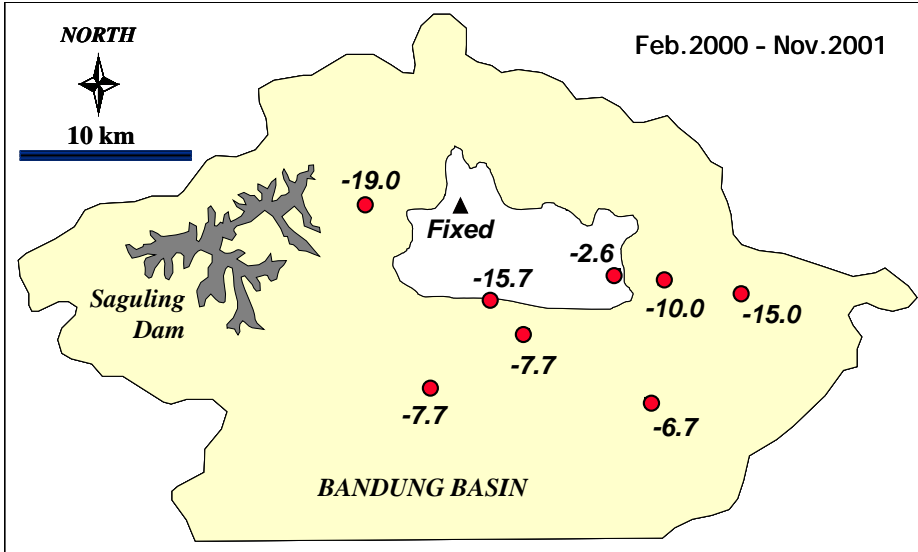 NORTH
Feb.2000 - Nov.2001
10 km
-19.0
Fixed
-2.6
-15.7
Saguling
Dam
-10.0
-15.0
-7.7
-7.7
-6.7
BANDUNG BASIN